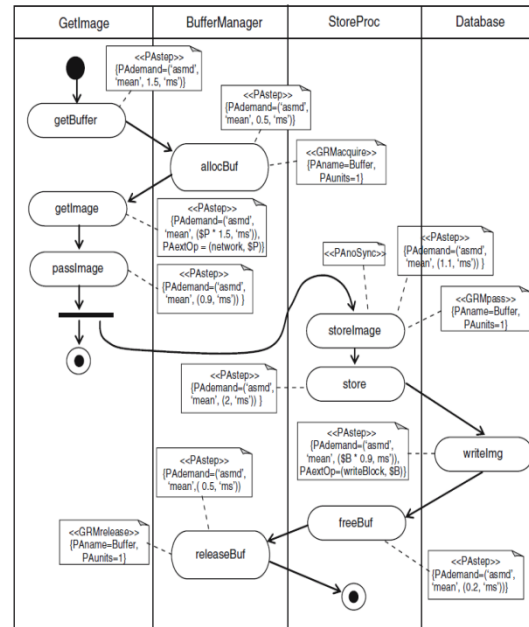 GetImage
BufferManager
StoreProc
Database
<<PAstep>>
{PAdemand=('asmd',
'mean', 1.5, 'ms')}
getBuffer
<<PAstep>>
{PAdemand=('asmd',
'mean', 0.5, 'ms')}
allocBuf
<<GRMacquire>>
{PAname=Buffer,
PAunits=1}
getImage
<<PAstep>>
{PAdemand=('asmd',
'mean', ($P * 1.5, 'ms')),
PAextOp = (network, $P)}
passImage
<<PAstep>>
{PAdemand=('asmd',
'mean', (0.9, 'ms')) }
<<PAnoSync>>
<<PAstep>>
{PAdemand=('asmd',
'mean', (1.1, 'ms')) }
storeImage
<<GRMpass>>
{PAname=Buffer,
PAunits=1}
<<PAstep>>
{PAdemand=('asmd',
'mean', (2, 'ms')) }
store
<<PAstep>>
{PAdemand=('asmd',
'mean', ($B * 0.9, ms')),
PAextOp=(writeBlock, $B)}
writeImg
<<PAstep>>
{PAdemand=('asmd',
'mean',( 0.5, 'ms'))
freeBuf
<<GRMrelease>>
{PAname=Buffer,
PAunits=1}
releaseBuf
<<PAstep>>
{PAdemand=('asmd',
'mean', (0.2, 'ms'))}